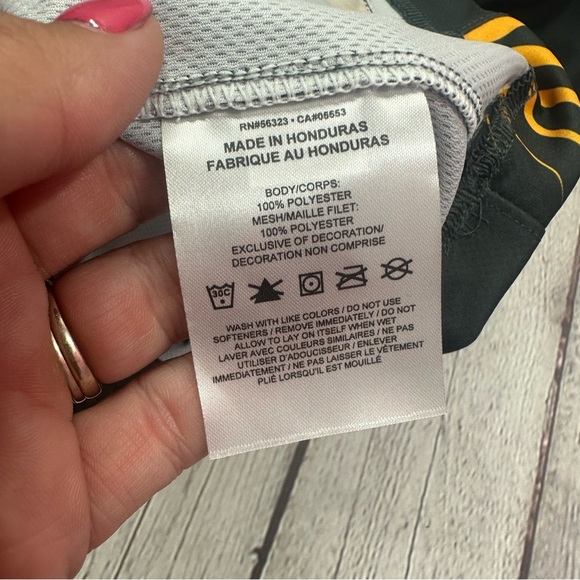 RN#56323 • CA#05653
MADE IN HONDURAS
FABRIQUE AU HONDURAS
BODY/CORPS:
100% POLYESTER
MESH/MAILLE FILET:
100% POLYESTER
EXCLUSIVE OF DECORATION/
DECORATION NON COMPRISE
30C
WASH WITH LIKE COLORS / DO NOT USE
SOFTENERS / REMOVE IMMEDIATELY / DO NOT
ALLOW TO LAY ON ITSELF WHEN WET
LAVER AVEC COULEURS SIMILAIRES / NE PAS
UTILISER D'ADOUCISSEUR / ENLEVER
IMMEDIATEMENT / NE PAS LAISSER LE VÊTEMENT
PLIÉ LORSQU'IL EST MOUILLÉ